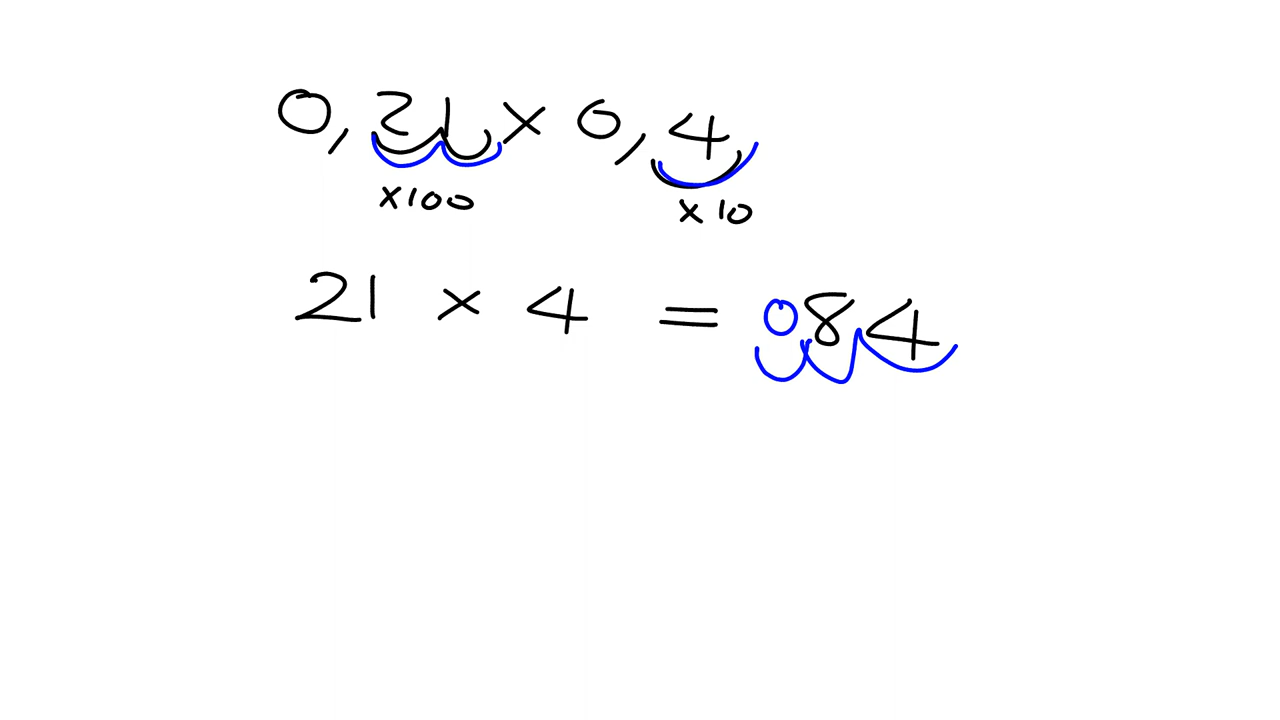 0,21 × 0,4
×100 ×10
21 × 4 = 084